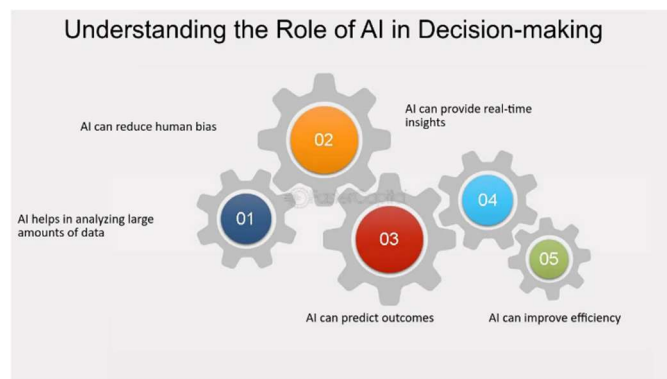 Understanding the Role of AI in Decision-making
AI can reduce human bias
AI can provide real-time
insights
AI helps in analyzing large
amounts of data
01
02
03
04
05
AI can predict outcomes
AI can improve efficiency